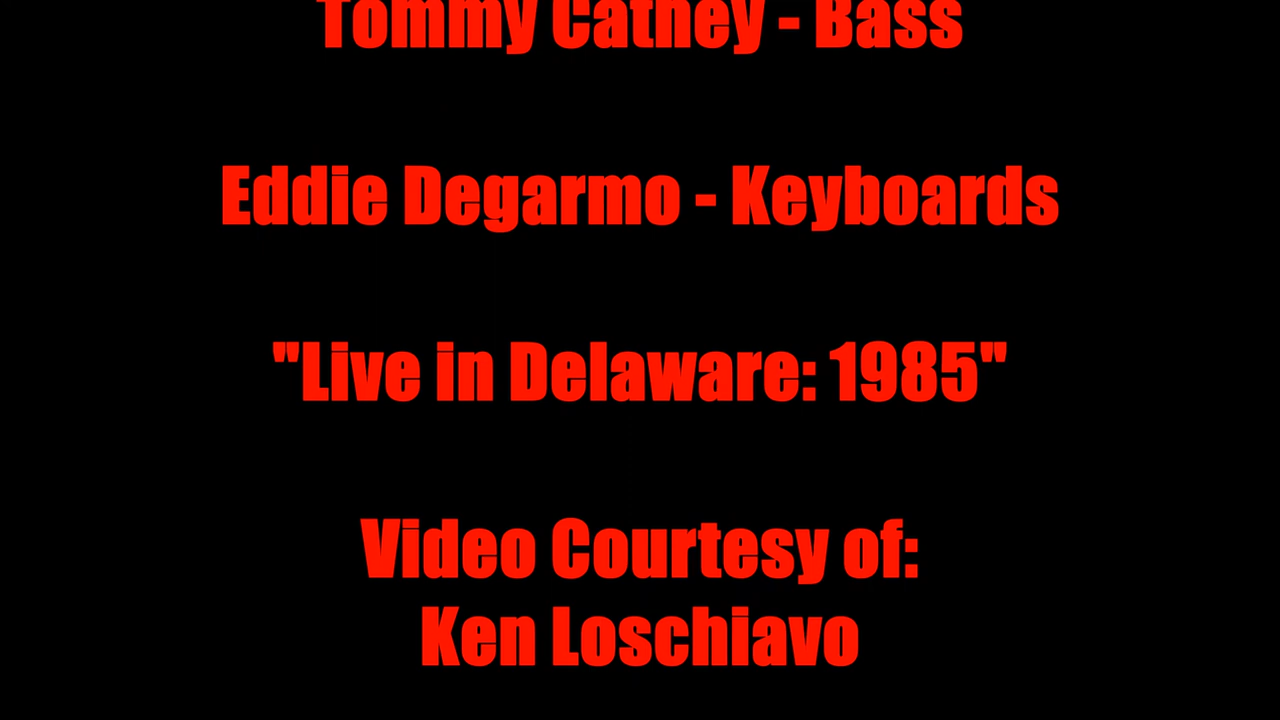 Tommy Cathey - Bass
Eddie Degarmo - Keyboards
"Live in Delaware: 1985"
Video Courtesy of:
Ken Loschiavo